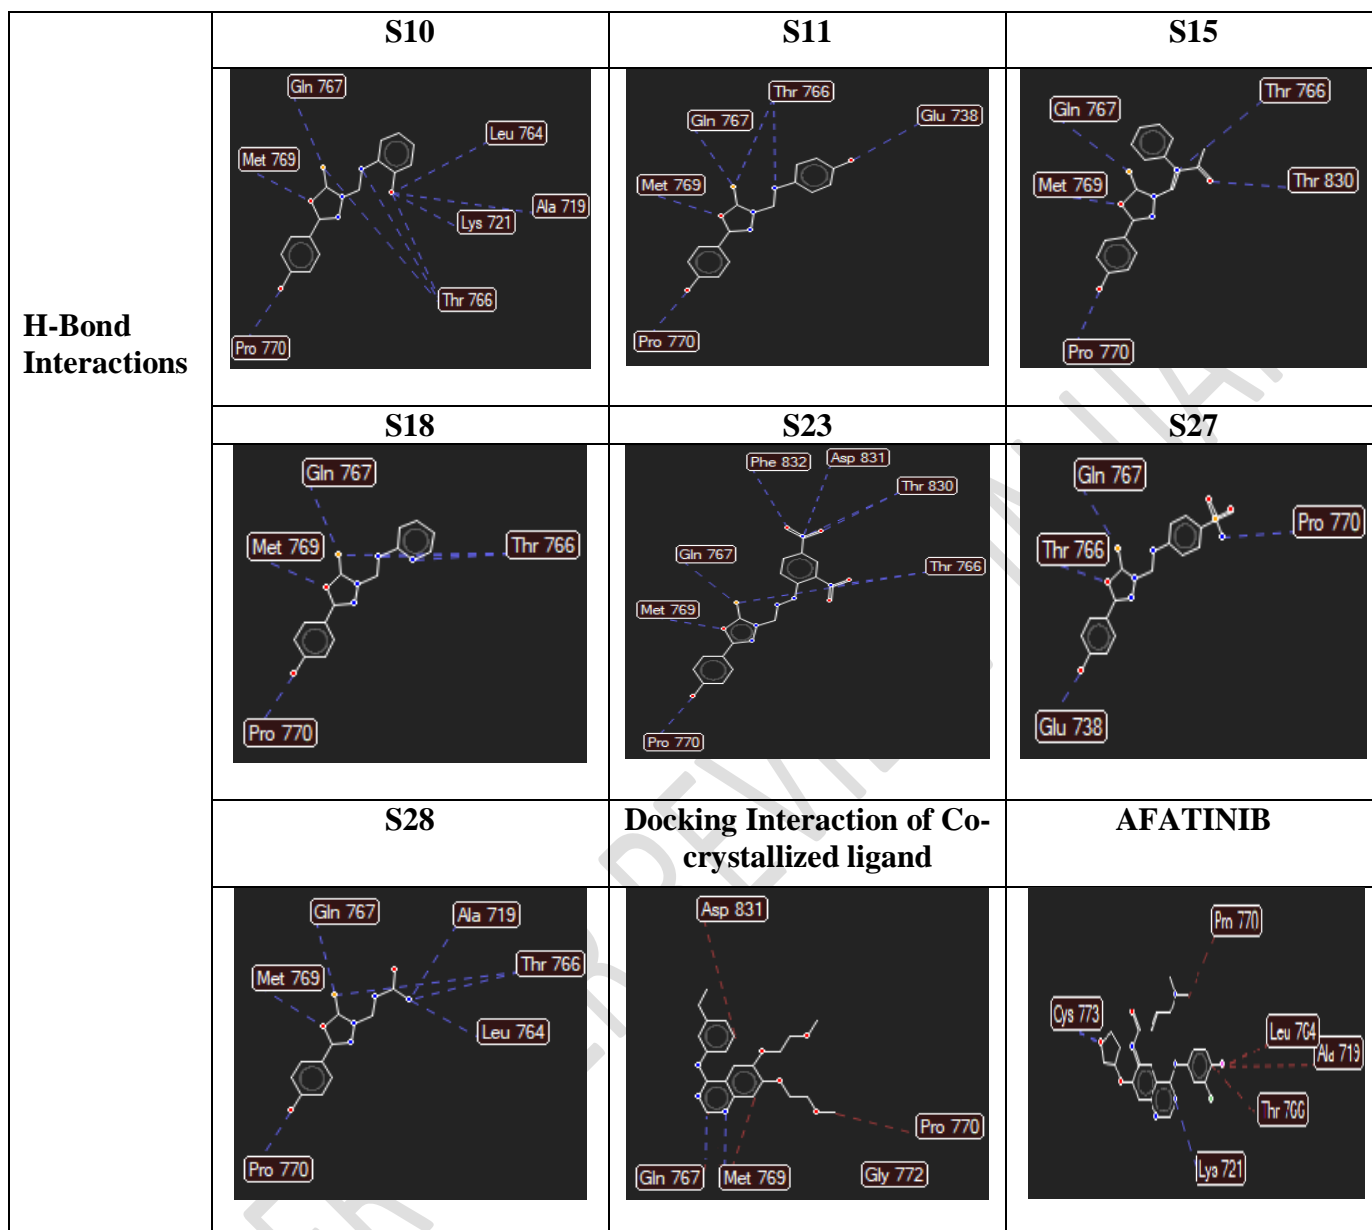 S10
S11
S15
H-Bond
Interactions
Gln 767
Leu 764
Met 769
Ala 719
Lys 721
Thr 766
Pro 770
Thr 766
Gln 767
Glu 738
Met 769
Pro 770
Thr 766
Gln 767
Met 769
Thr 830
Pro 770
S18
S23
S27
Gln 767
Met 769
Thr 766
Pro 770
Phe 832
Asp 831
Thr 830
Gln 767
Thr 766
Met 769
Pro 770
Gln 767
Pro 770
Thr 766
Glu 738
S28
Docking Interaction of Co-
crystallized ligand
AFATINIB
Gln 767
Ala 719
Met 769
Thr 766
Leu 764
Pro 770
Asp 831
Pro 770
Gln 767
Met 769
Gly 772
Pro 770
Cys 773
Leu 764
Ala 719
Thr 766
Lys 721